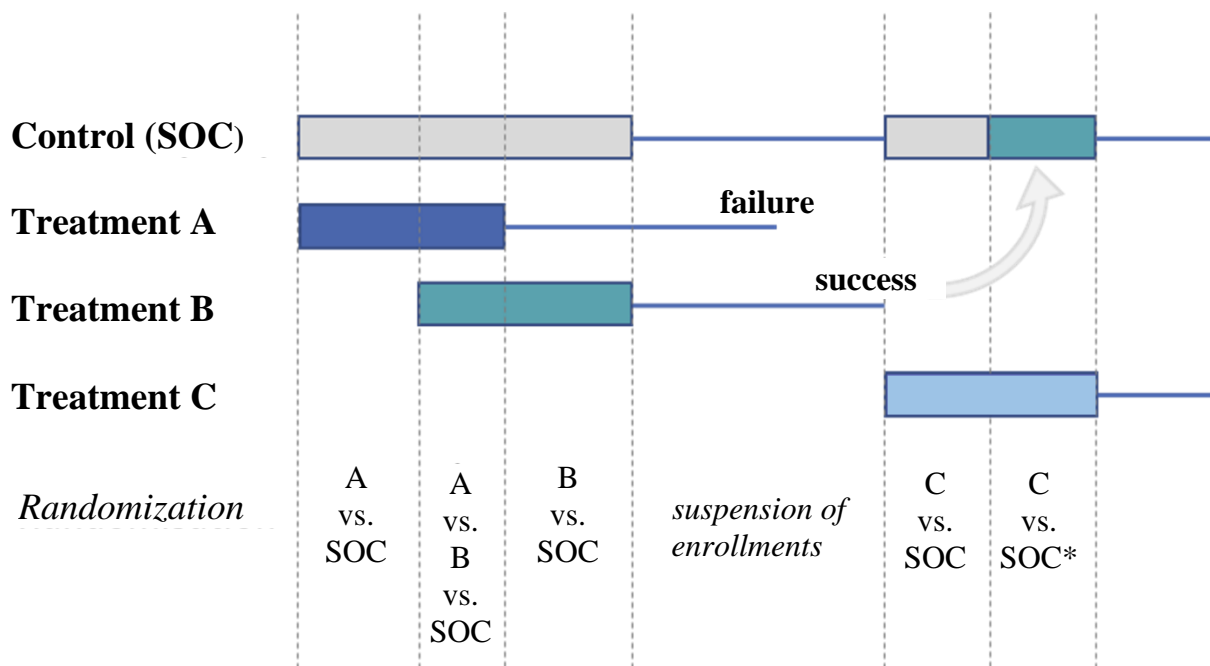 Control (SOC)
Treatment A
failure
success
Treatment B
Treatment C
Randomization
A
vs.
SOC
A
vs.
B
vs.
SOC
B
vs.
SOC
suspension of
enrollments
C
vs.
SOC
C
vs.
SOC*